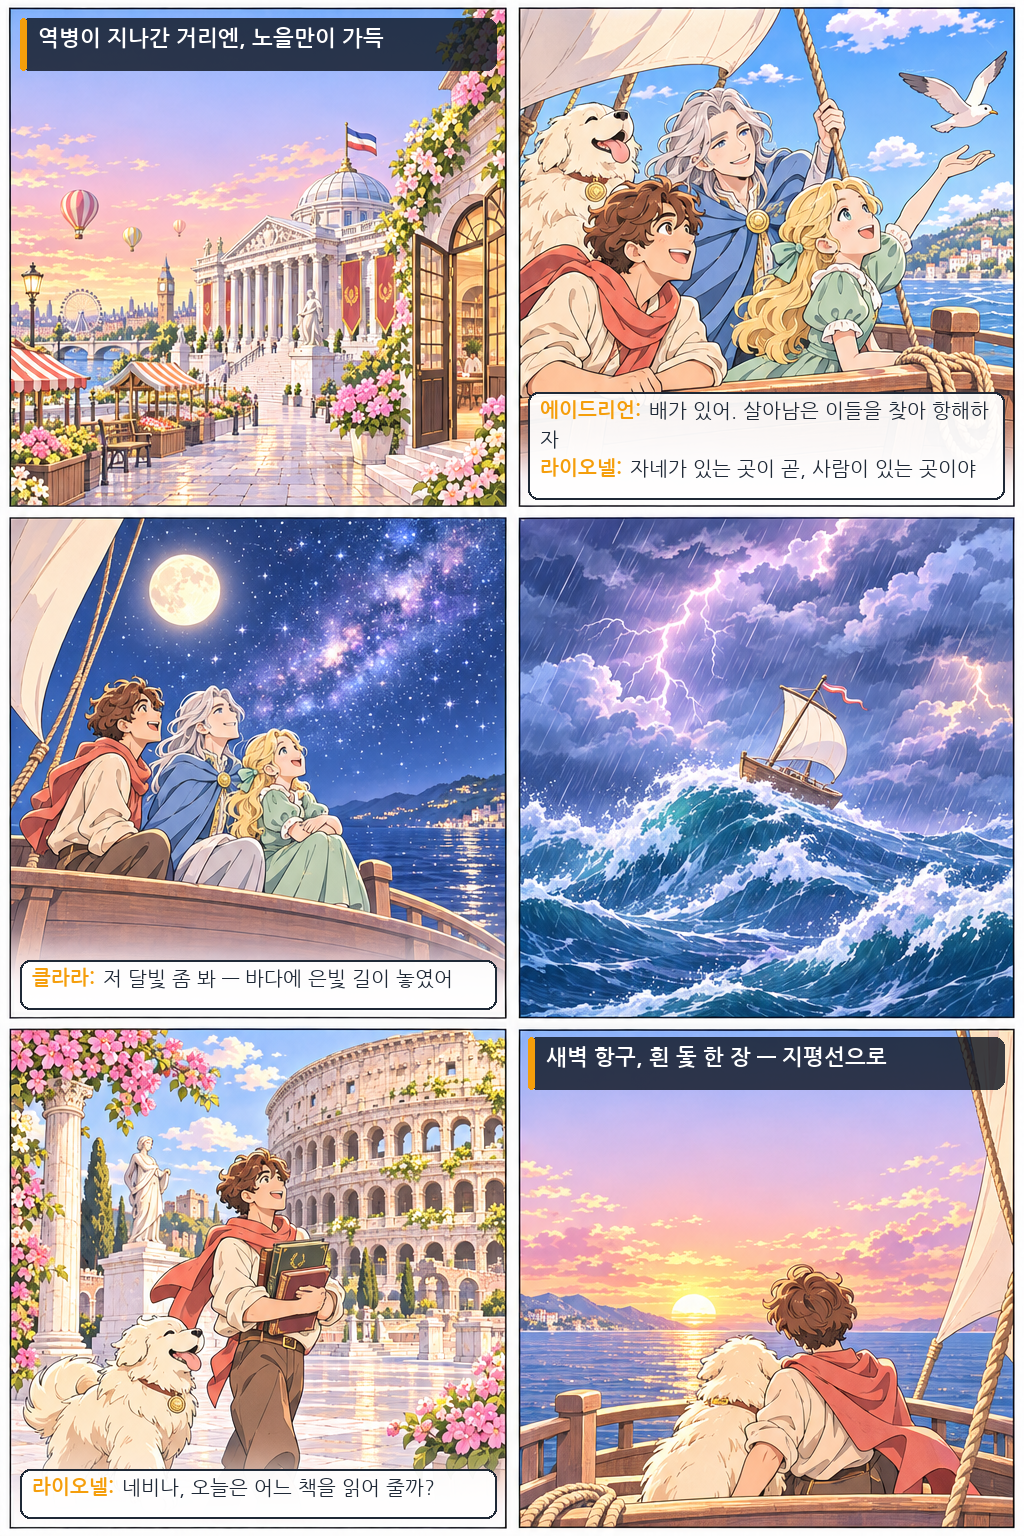 역병이 지나간 거리엔, 노을만이 가득
에이드리언: 배가 있어. 살아남은 이들을 찾아 항해하
자
라이오넬: 자네가 있는 곳이 곧, 사람이 있는 곳이야
클라라: 저 달빛 좀 봐 — 바다에 은빛 길이 놓였어
라이오넬: 네비나, 오늘은 어느 책을 읽어 줄까?
새벽 항구, 흰 돛 한 장 — 지평선으로